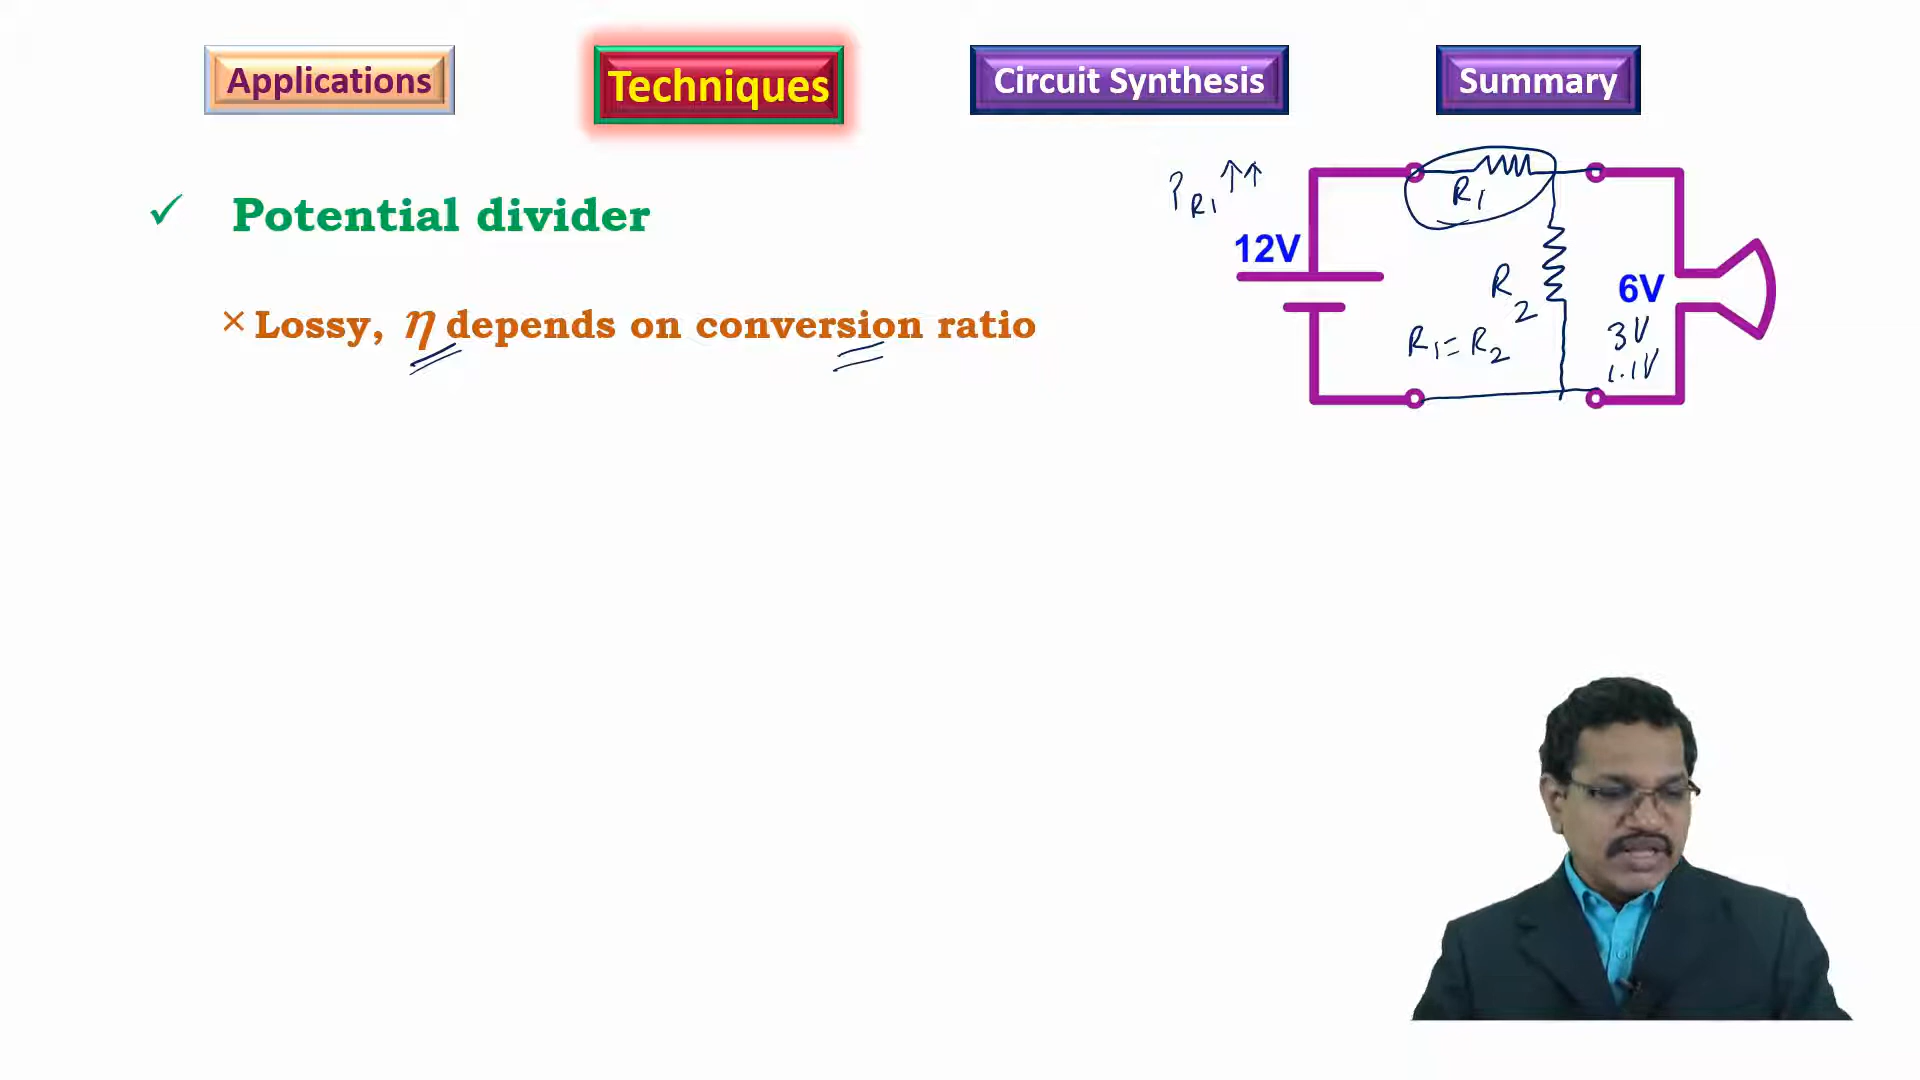 Applications
Techniques
Circuit Synthesis
Summary
✓ Potential divider
× Lossy, η depends on conversion ratio
P R1 ↑↑
R1
12V
R2
6V
R1 = R2
3V
1.1V